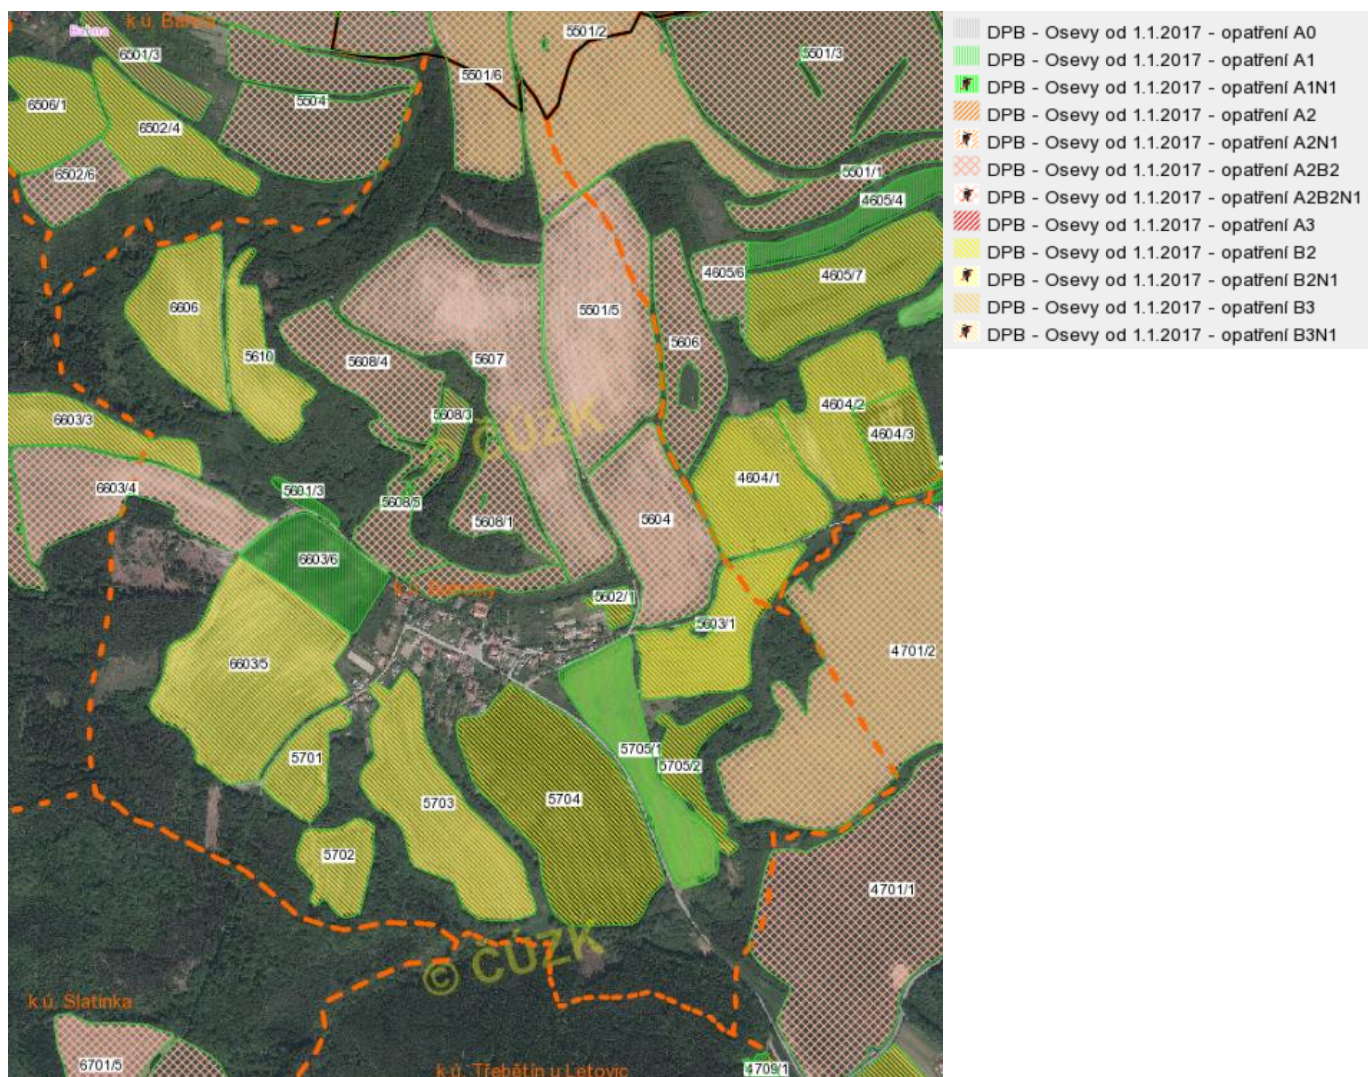 k.ú. Bahna
Bahna
6501/3
5501/2
5501/3
5501/6
6506/1
5504
6502/4
6502/6
5501/1
4605/4
4605/6
4605/7
6606
5501/5
5606
5610
5608/4
5607
4604/2
5608/3
6603/3
ČÚZK
4604/3
4604/1
6603/4
5601/3
5608/5
5608/1
5604
6603/6
5602/1
5603/1
6603/5
4701/2
5705/1
5701
5705/2
5703
5704
5702
4701/1
© ČÚZK
k.ú. Slatinka
6701/5
k.ú. Třebětín u Letovic
4709/1
DPB - Osevy od 1.1.2017 - opatření A0
DPB - Osevy od 1.1.2017 - opatření A1
DPB - Osevy od 1.1.2017 - opatření A1N1
DPB - Osevy od 1.1.2017 - opatření A2
DPB - Osevy od 1.1.2017 - opatření A2N1
DPB - Osevy od 1.1.2017 - opatření A2B2
DPB - Osevy od 1.1.2017 - opatření A2B2N1
DPB - Osevy od 1.1.2017 - opatření A3
DPB - Osevy od 1.1.2017 - opatření B2
DPB - Osevy od 1.1.2017 - opatření B2N1
DPB - Osevy od 1.1.2017 - opatření B3
DPB - Osevy od 1.1.2017 - opatření B3N1